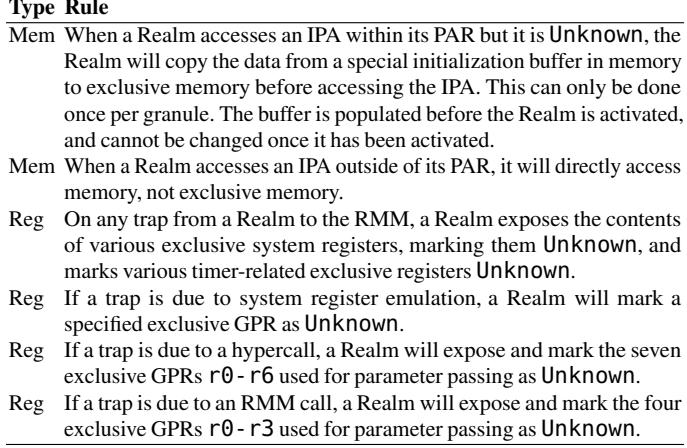 Type Rule
Mem When a Realm accesses an IPA within its PAR but it is Unknown, the
Realm will copy the data from a special initialization buffer in memory
to exclusive memory before accessing the IPA. This can only be done
once per granule. The buffer is populated before the Realm is activated,
and cannot be changed once it has been activated.
Mem When a Realm accesses an IPA outside of its PAR, it will directly access
memory, not exclusive memory.
Reg On any trap from a Realm to the RMM, a Realm exposes the contents
of various exclusive system registers, marking them Unknown, and
marks various timer-related exclusive registers Unknown.
Reg If a trap is due to system register emulation, a Realm will mark a
specified exclusive GPR as Unknown.
Reg If a trap is due to a hypercall, a Realm will expose and mark the seven
exclusive GPRs r0-r6 used for parameter passing as Unknown.
Reg If a trap is due to an RMM call, a Realm will expose and mark the four
exclusive GPRs r0-r3 used for parameter passing as Unknown.